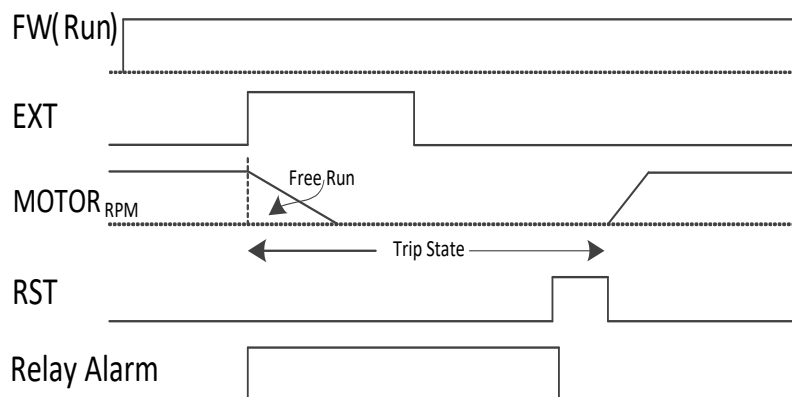 FW(Run)
EXT
Free Run
MOTOR RPM
Trip State
RST
Relay Alarm